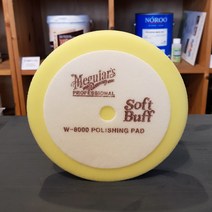 NOROO
Meguiar's
PROFESSIONAL
Soft
Buff
W-8000 POLISHING PAD